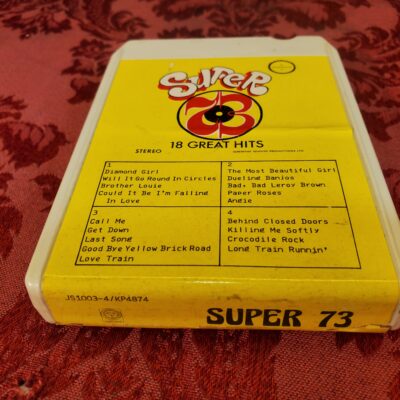 SUPER
73
18 GREAT HITS
STEREO
1
Diamond Girl
Will It Go Round In Circles
Brother Louie
Could It Be I'm Falling
In Love
2
The Most Beautiful Girl
Dueling Banjos
Bad, Bad Leroy Brown
Paper Roses
Angie
3
Call Me
Get Down
Last Song
Good Bye Yellow Brick Road
Love Train
4
Behind Closed Doors
Killing Me Softly
Crocodile Rock
Long Train Runnin'
JS1003-4/KP4874
SUPER 73